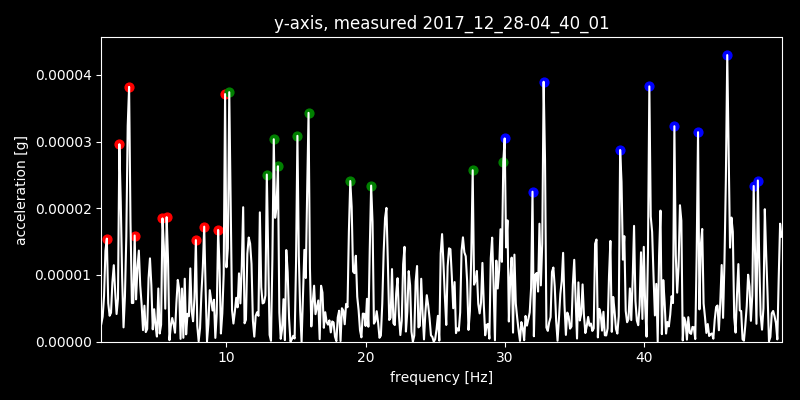 y-axis, measured 2017_12_28-04_40_01
0.00004
0.00003
0.00002
0.00001
0.00000
acceleration [g]
10 20 30 40
frequency [Hz]